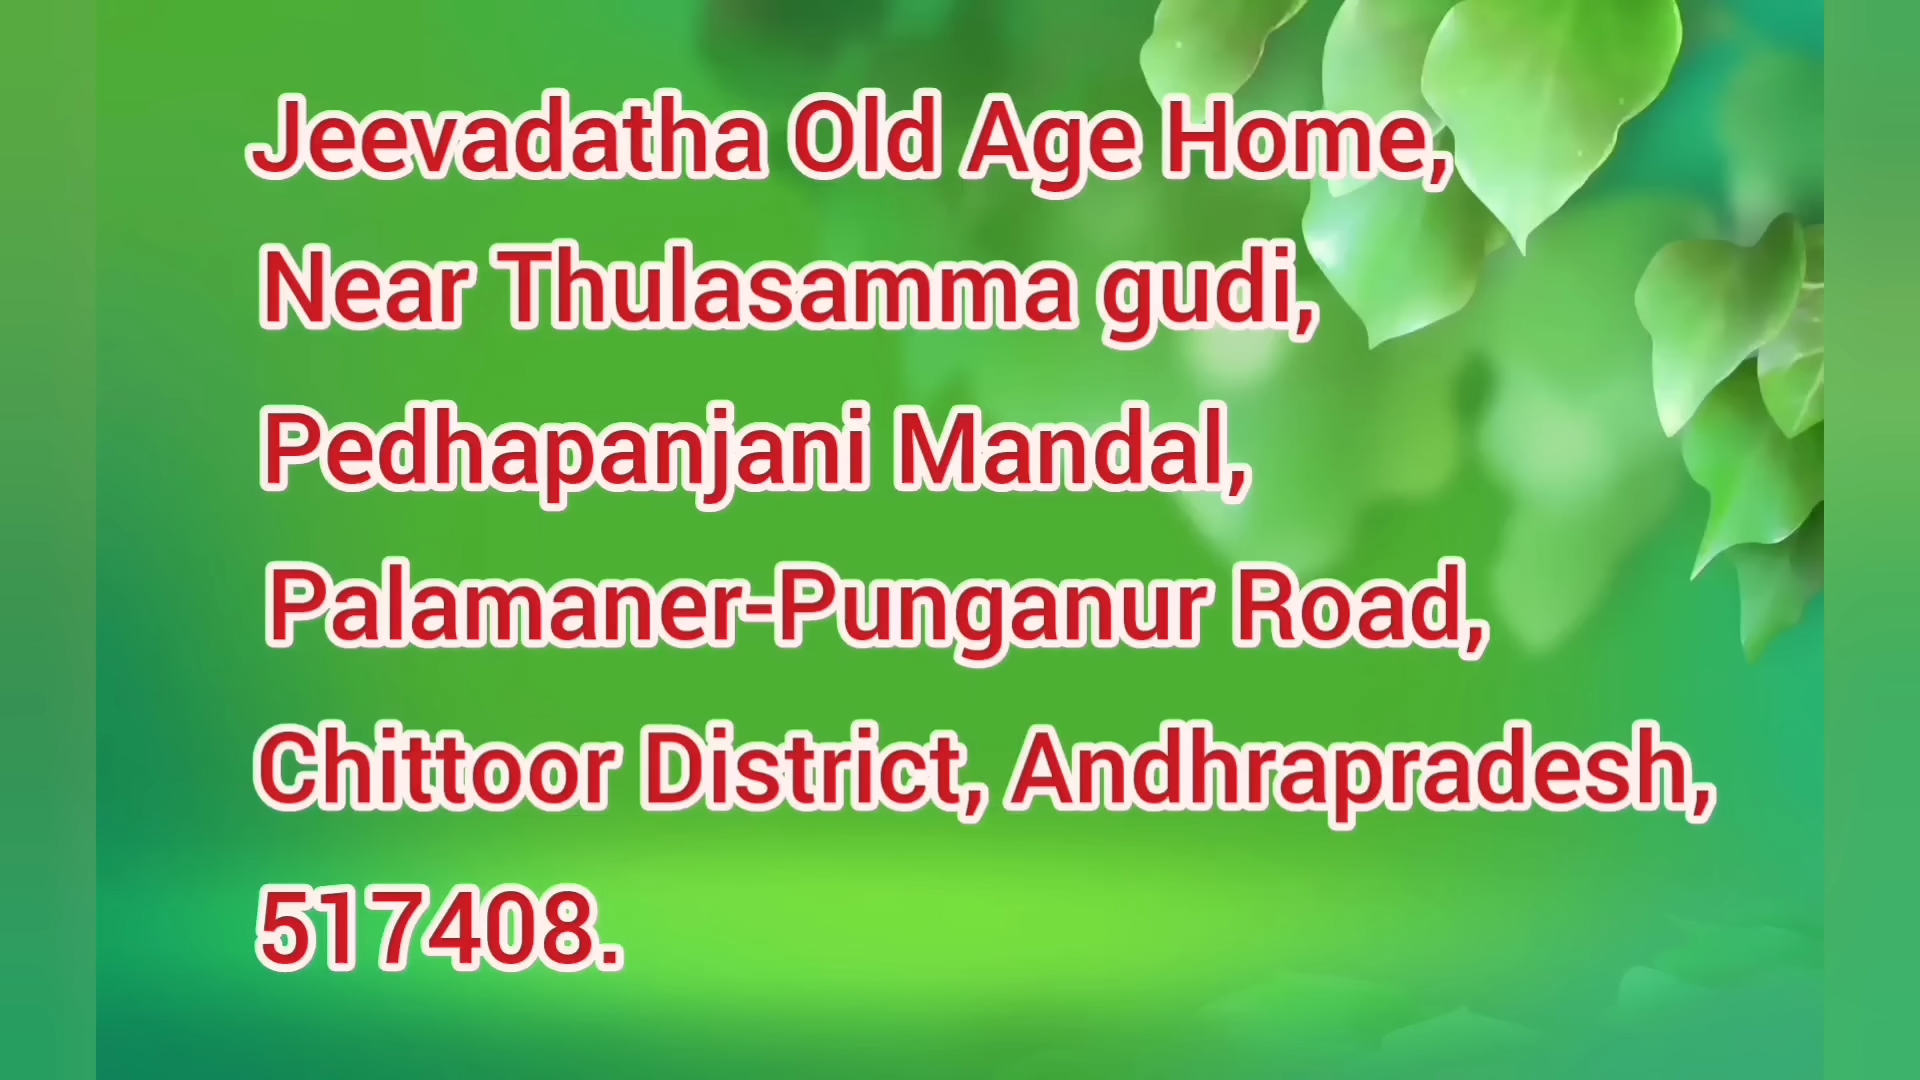 Jeevadatha Old Age Home,
Near Thulasamma gudi,
Pedhapanjani Mandal,
Palamaner-Punganur Road,
Chittoor District, Andhrapradesh,
517408.